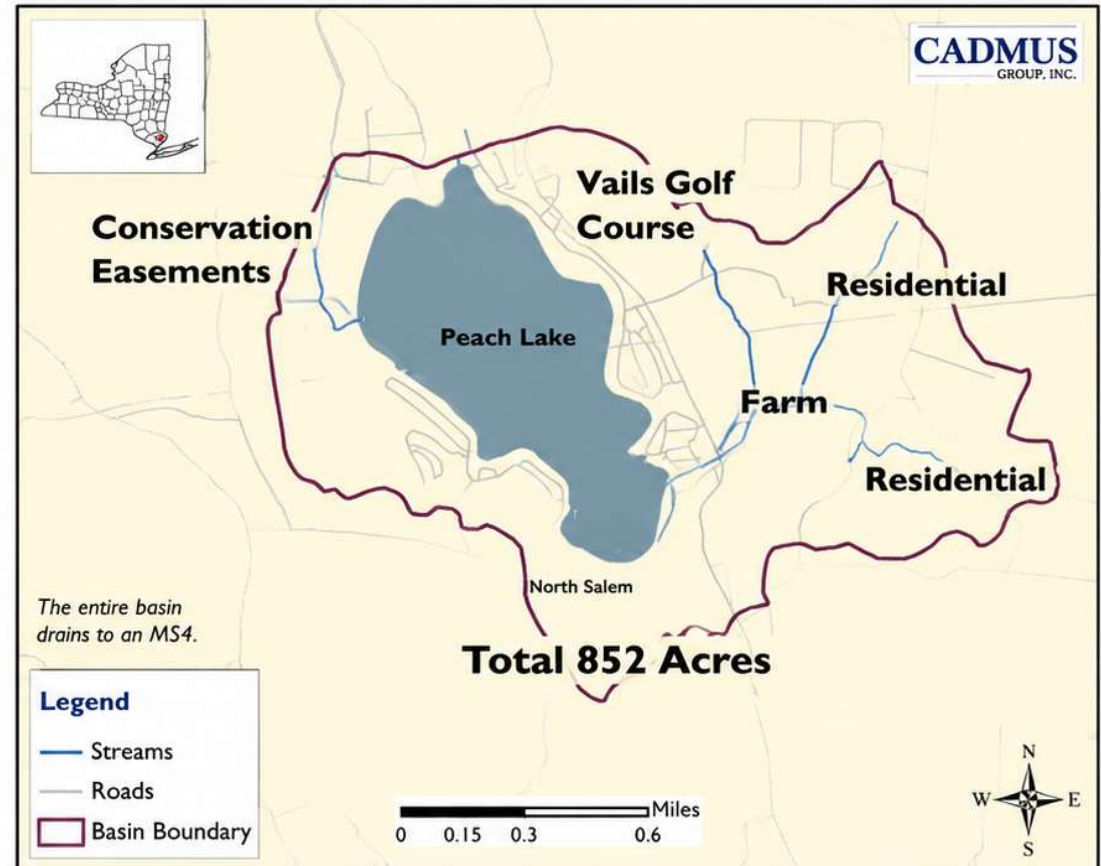 CADMUS
GROUP, INC.
Vails Golf
Course
Conservation
Easements
Residential
Peach Lake
Farm
Residential
North Salem
The entire basin
drains to an MS4.
Total 852 Acres
Legend
Streams
Roads
Basin Boundary
Miles
0 0.15 0.3 0.6
N
W E
S